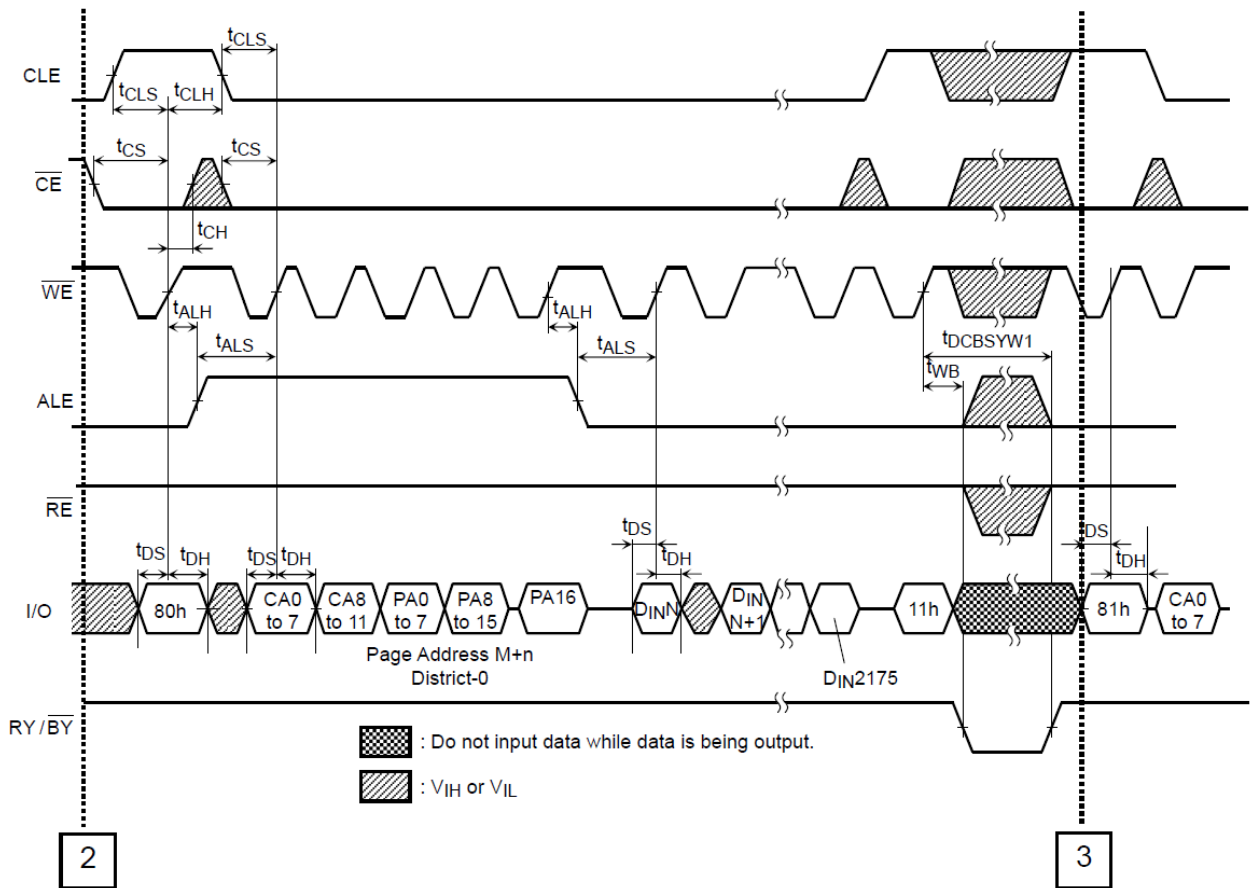 tCLS
CLE
tCLS tCLH
tCS tCS
CE
tCH
WE
tALH tALH tDCBSYW1
tALS tALS tWB
ALE
RE
tDS tDS
tDS tDH tDS tDH tDH tDH
I/O 80h CA0 to 7 CA8 to 11 PA0 to 7 PA8 to 15 PA16 DINN DIN N+1 11h 81h CA0 to 7
Page Address M+n
District-0
DIN2175
RY/BY
: Do not input data while data is being output.
: VIH or VIL
2 3